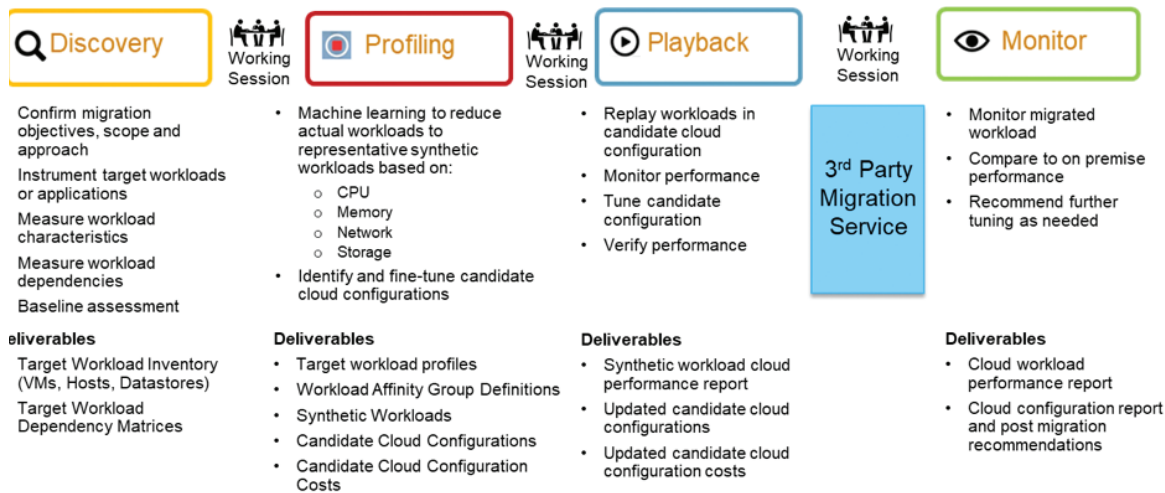 Discovery
Working
Session
Profiling
Working
Session
Playback
Working
Session
Monitor
Confirm migration
objectives, scope and
approach
Instrument target workloads
or applications
Measure workload
characteristics
Measure workload
dependencies
Baseline assessment
eliverables
Target Workload Inventory
(VMs, Hosts, Datastores)
Target Workload
Dependency Matrices
• Machine learning to reduce
actual workloads to
representative synthetic
workloads based on:
o CPU
o Memory
o Network
o Storage
• Identify and fine-tune candidate
cloud configurations
Deliverables
• Target workload profiles
• Workload Affinity Group Definitions
• Synthetic Workloads
• Candidate Cloud Configurations
• Candidate Cloud Configuration
Costs
• Replay workloads in
candidate cloud
configuration
• Monitor performance
• Tune candidate
configuration
• Verify performance
Deliverables
• Synthetic workload cloud
performance report
• Updated candidate cloud
configurations
• Updated candidate cloud
configuration costs
3rd Party
Migration
Service
• Monitor migrated
workload
• Compare to on premise
performance
• Recommend further
tuning as needed
Deliverables
• Cloud workload
performance report
• Cloud configuration report
and post migration
recommendations